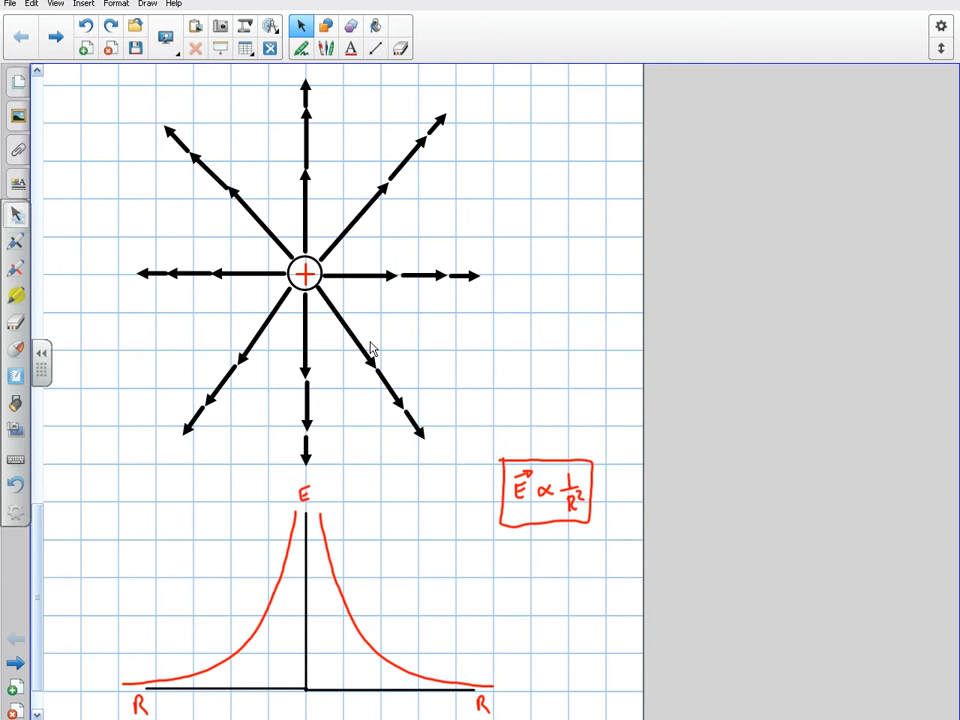 File Edit View Insert Format Draw Help
+
E
E⃗ ∝ 1/R²
R R